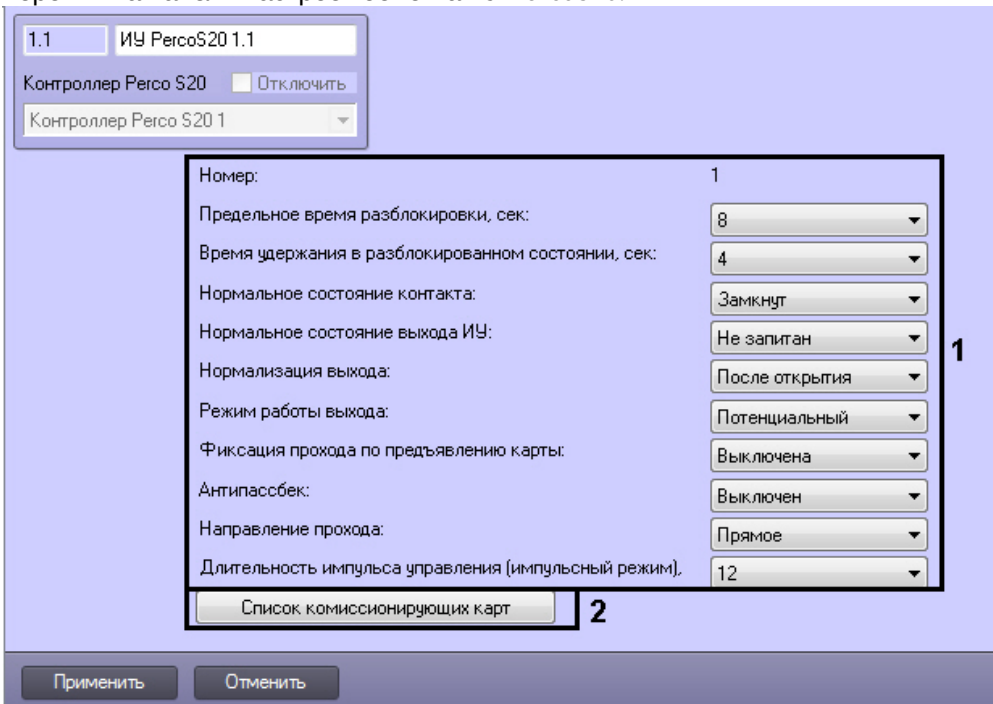 1.1 ИУ PercoS20 1.1
Контроллер Perco S20 Отключить
Контроллер Perco S20 1
Номер: 1
Предельное время разблокировки, сек: 8
Время удержания в разблокированном состоянии, сек: 4
Нормальное состояние контакта: Замкнут
Нормальное состояние выхода ИУ: Не запитан
1
Нормализация выхода: После открытия
Режим работы выхода: Потенциальный
Фиксация прохода по предъявлению карты: Выключена
Антипассбек: Выключен
Направление прохода: Прямое
Длительность импульса управления (импульсный режим), 12
Список комиссионирующих карт 2
Применить Отменить